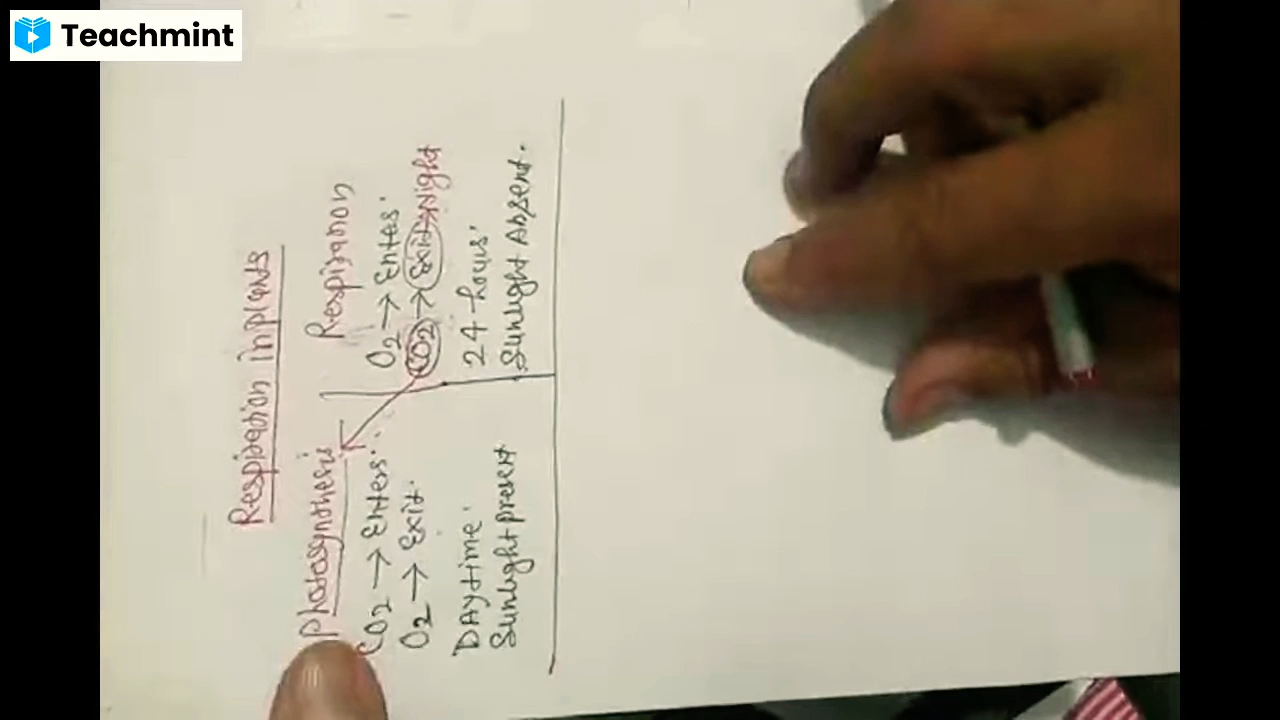 Teachmint
Respiration in plants
Photosynthesis
CO2 → Enters.
O2 → Exit.
Daytime.
Sunlight present
Respiration
O2 → Enters.
CO2 → Exit → Night
24 hours.
Sunlight Absent.